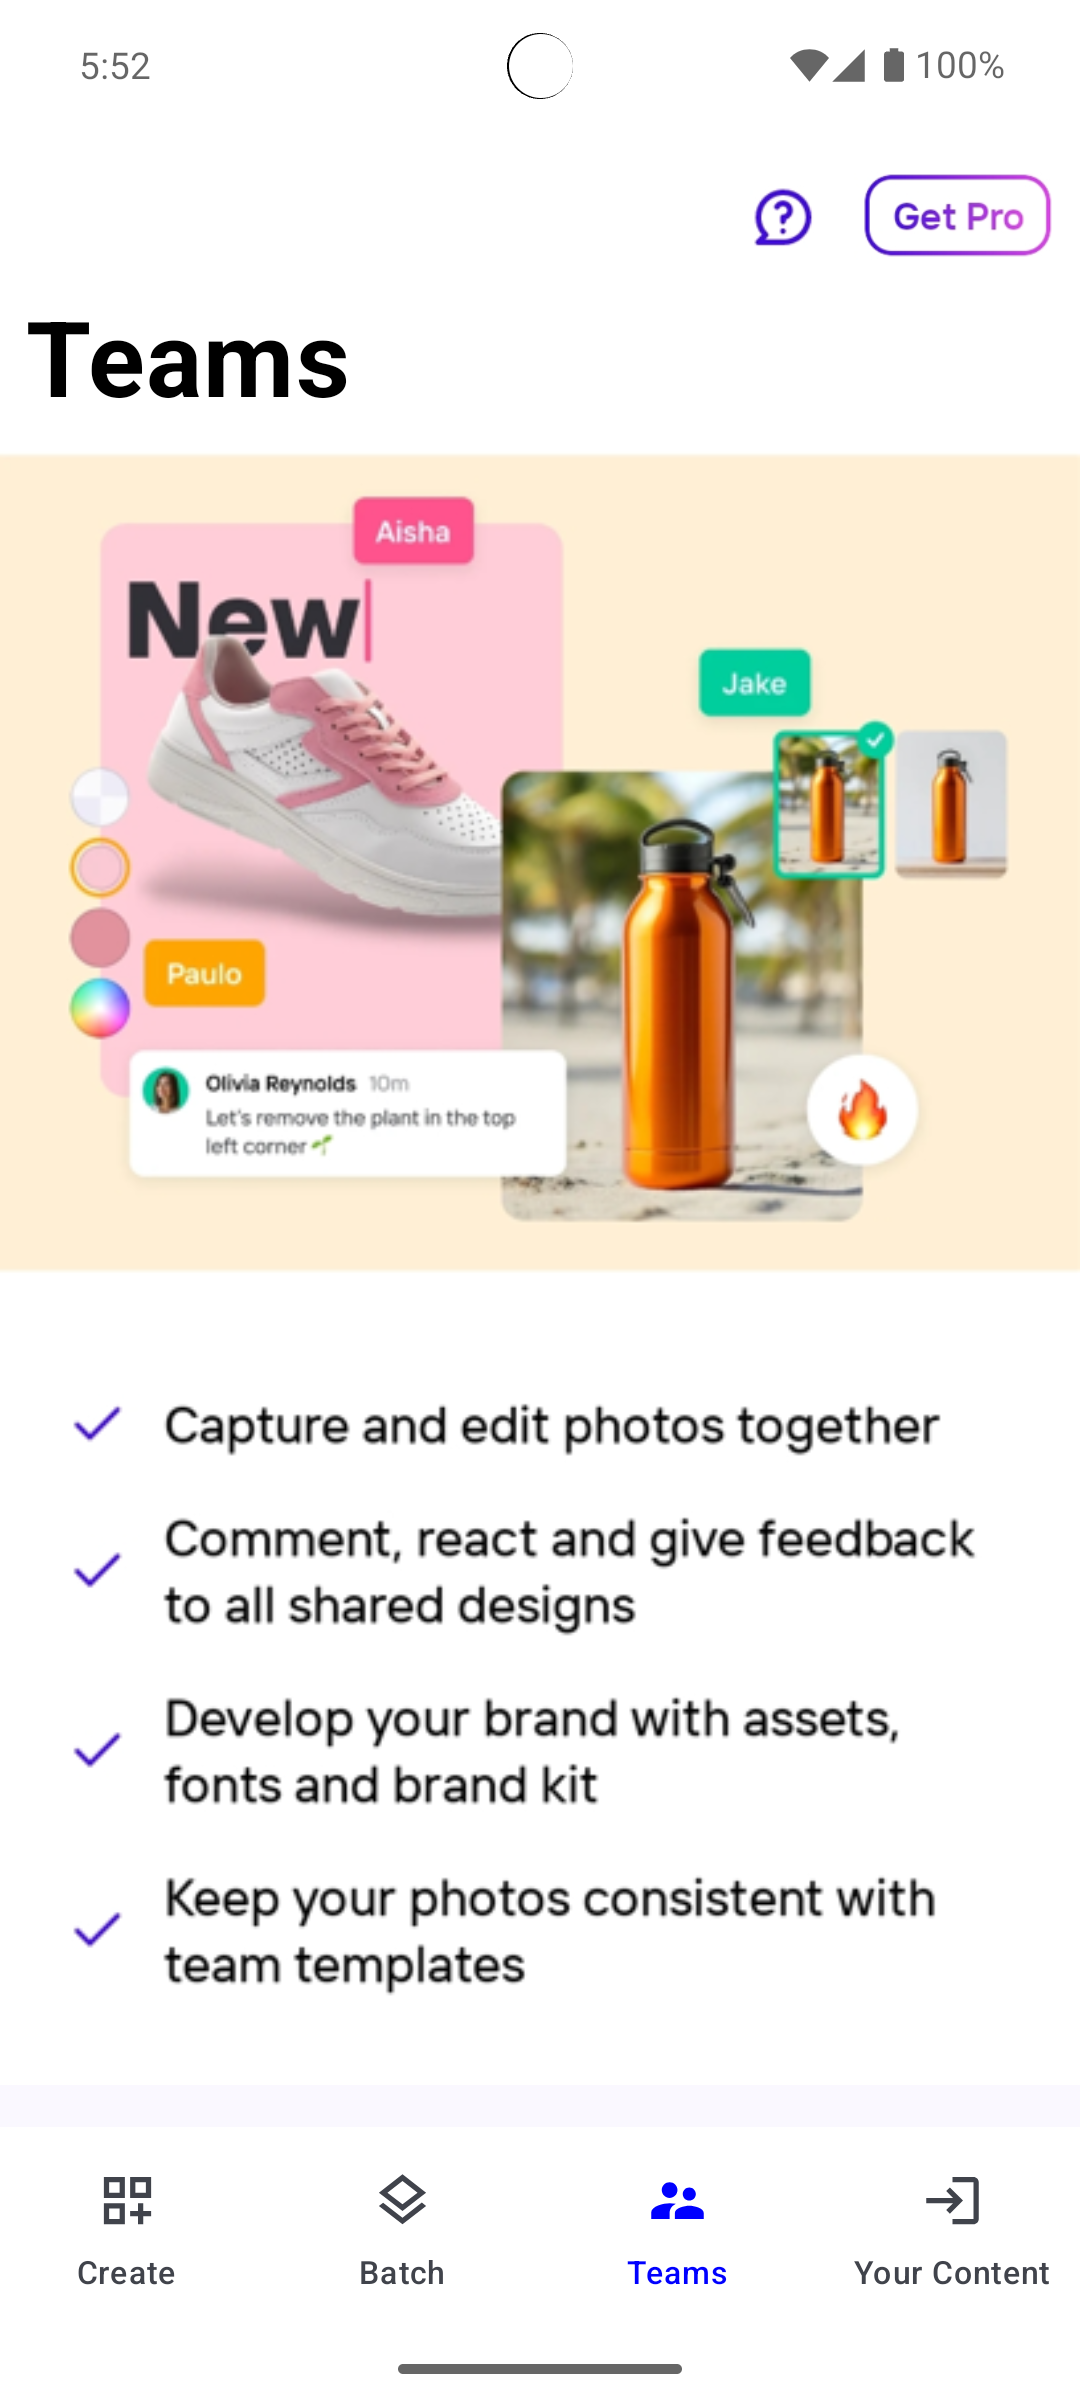 5:52
100%
Get Pro
Teams
Aisha
New
Jake
Paulo
Olivia Reynolds 10m
Let's remove the plant in the top
left corner
Capture and edit photos together
Comment, react and give feedback
to all shared designs
Develop your brand with assets,
fonts and brand kit
Keep your photos consistent with
team templates
Create
Batch
Teams
Your Content